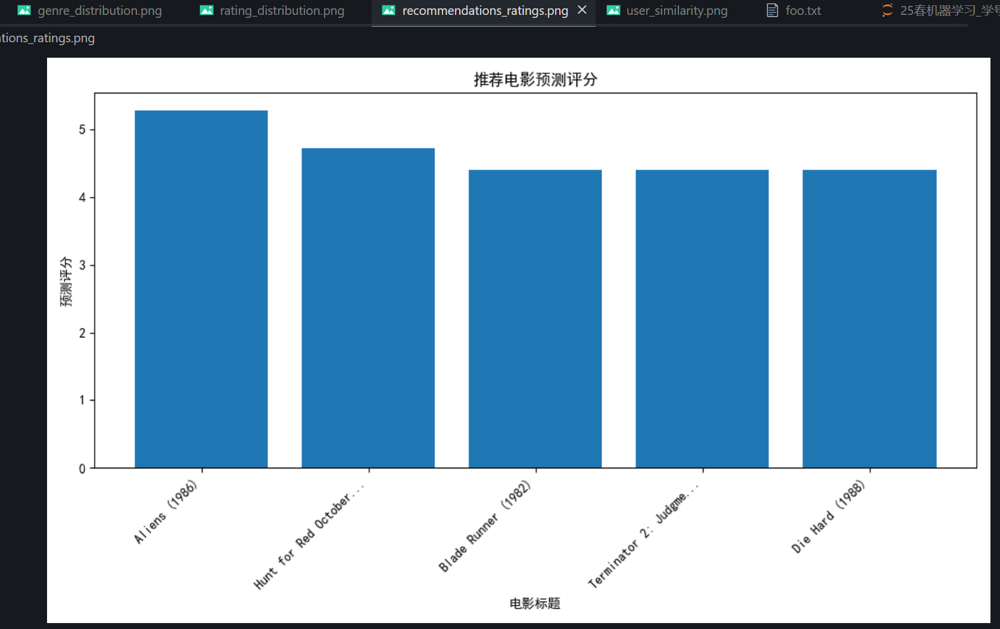 genre_distribution.png
rating_distribution.png
recommendations_ratings.png
user_similarity.png
foo.txt
25春机器学习_学号
ations_ratings.png
推荐电影预测评分
预测评分
5
4
3
2
1
0
Aliens (1986)
Hunt for Red October...
Blade Runner (1982)
Terminator 2: Judgme...
Die Hard (1988)
电影标题